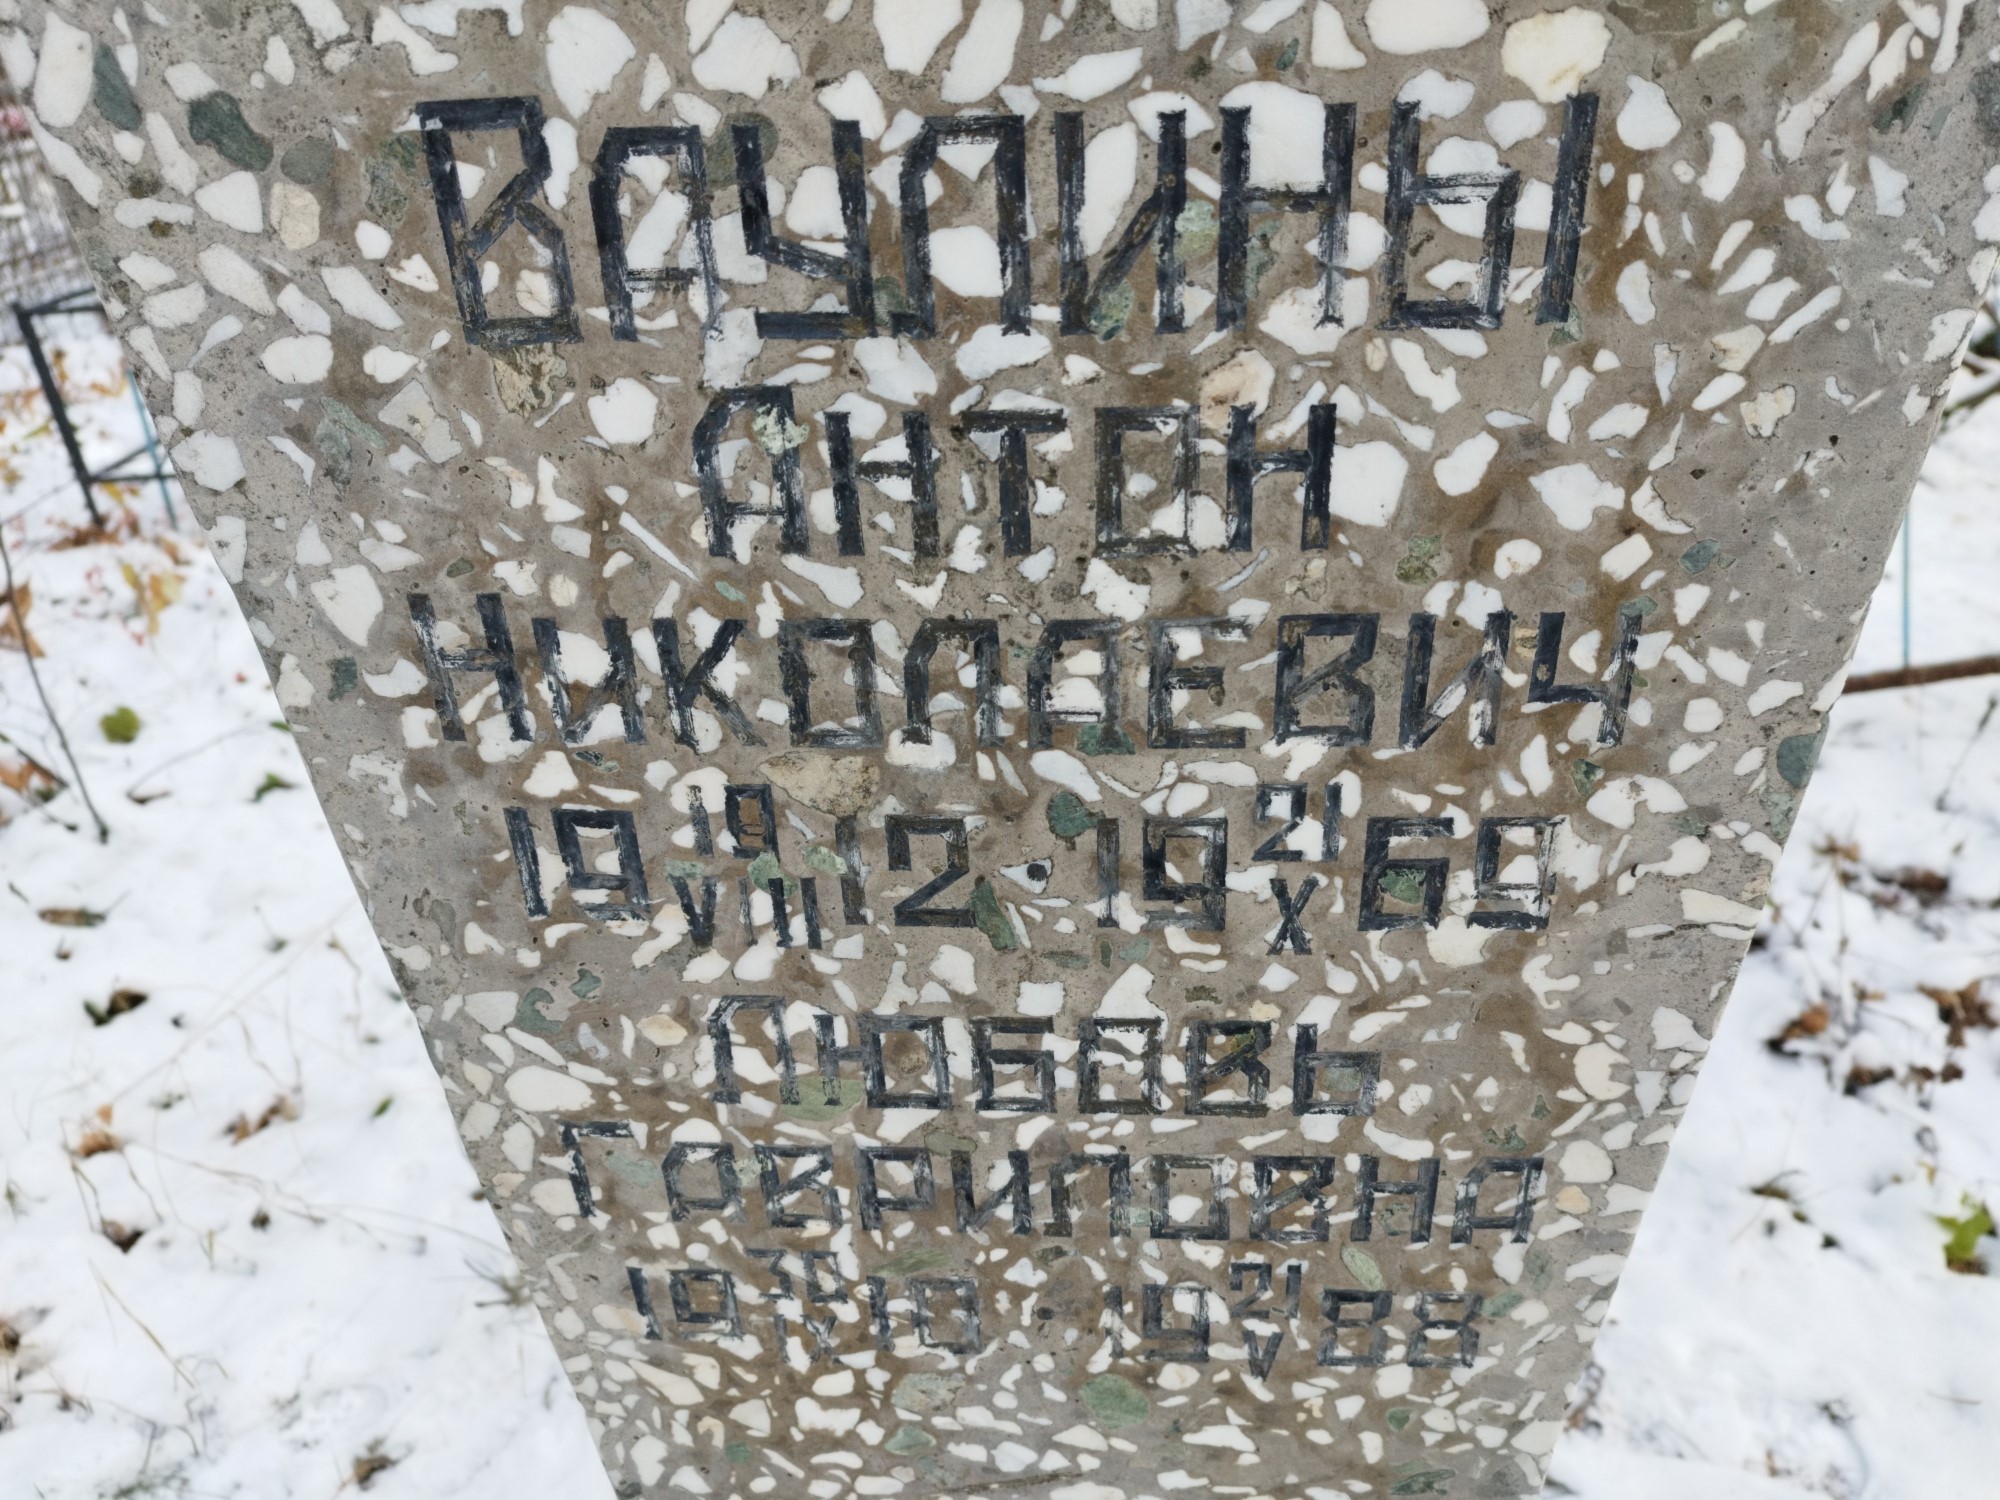 ВАУЛИНЫ
АНТОН
НИКОЛАЕВИЧ
19 19/VIII 12 · 19 21/X 69
ЛЮБОВЬ
ГАВРИЛОВНА
19 30/IX 10 · 19 21/V 88